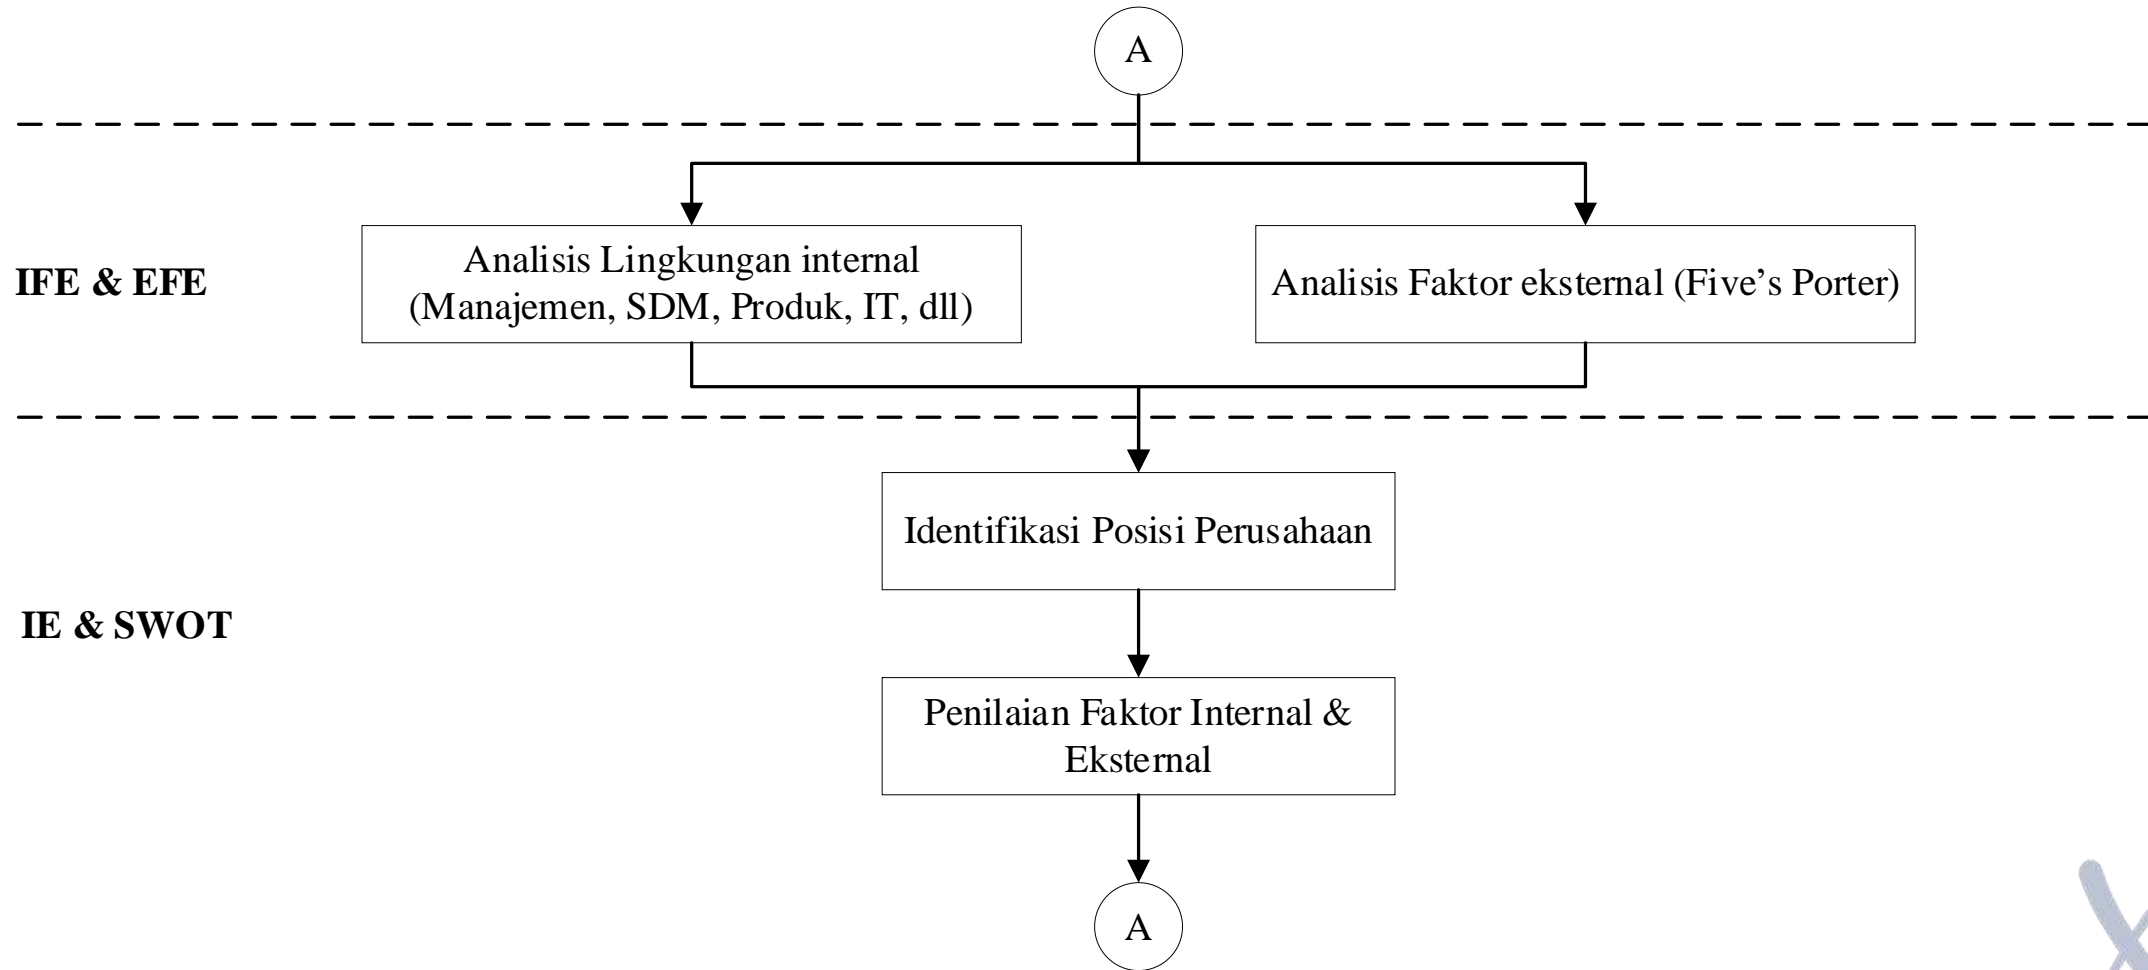 A
IFE & EFE
Analisis Lingkungan internal
(Manajemen, SDM, Produk, IT, dll)
Analisis Faktor eksternal (Five's Porter)
Identifikasi Posisi Perusahaan
IE & SWOT
Penilaian Faktor Internal &
Eksternal
A